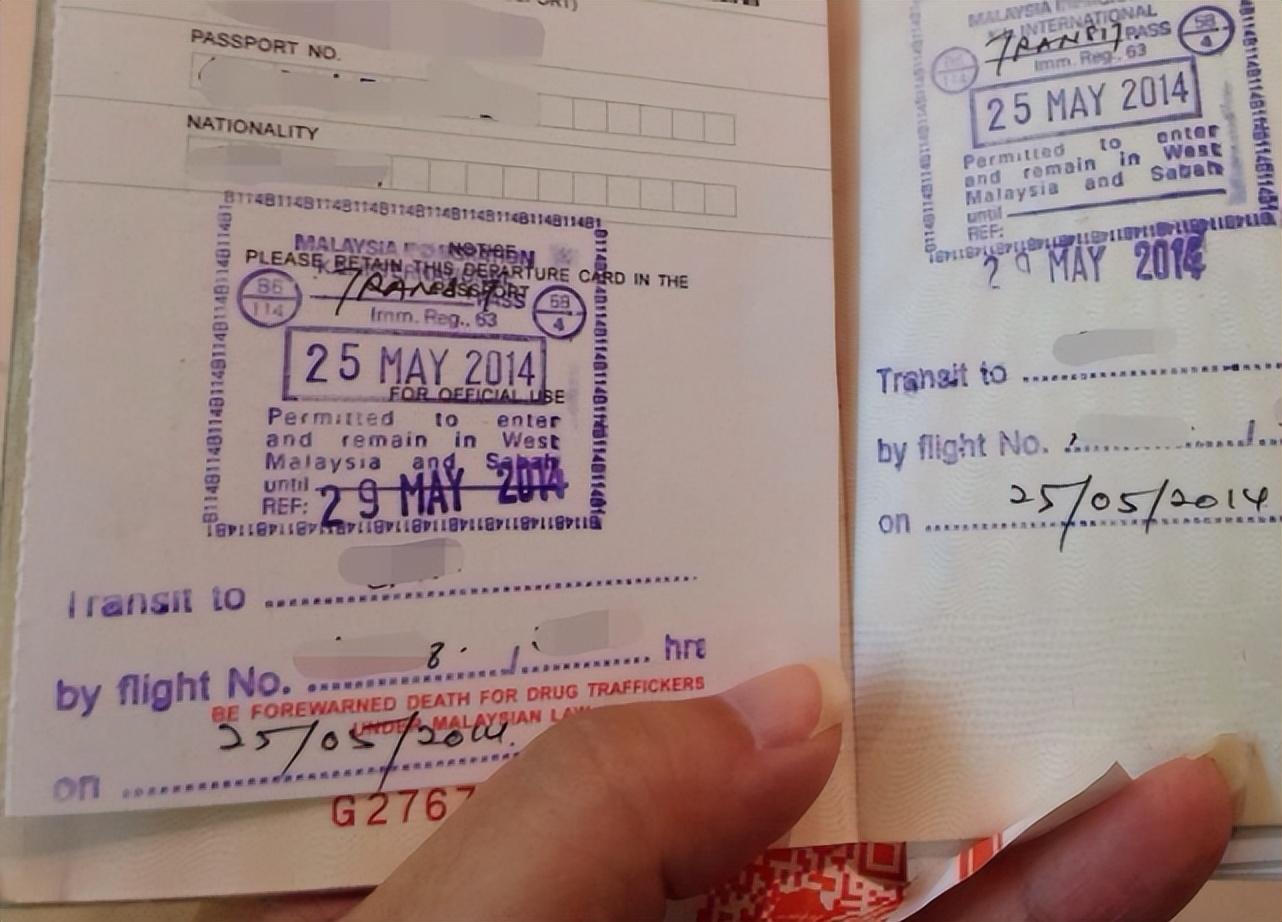 PASSPORT NO.
NATIONALITY
B114B114B114B114B114B114B114B114B114B1
MALAYSIA
NOTICE
PLEASE RETAIN THIS DEPARTURE CARD IN THE
PASSPORT
TRANSIT PASS
B6
114
58
4
Imm. Reg., 63
25 MAY 2014
FOR OFFICIAL USE
Permitted to enter
and remain in West
Malaysia and Sabah
until
REF: 29 MAY 2014
Transit to
by flight No. 8 / hrs
BE FOREWARNED DEATH FOR DRUG TRAFFICKERS
UNDER MALAYSIAN LAW
on 25/05/2014.
G2767
MALAYSIA
INTERNATIONAL
TRANSIT PASS
B6
114
58
4
Imm. Reg. 63
25 MAY 2014
Permitted to enter
and remain in West
Malaysia and Sabah
until
REF:
29 MAY 2014
Transit to
by flight No. /
on 25/05/2014